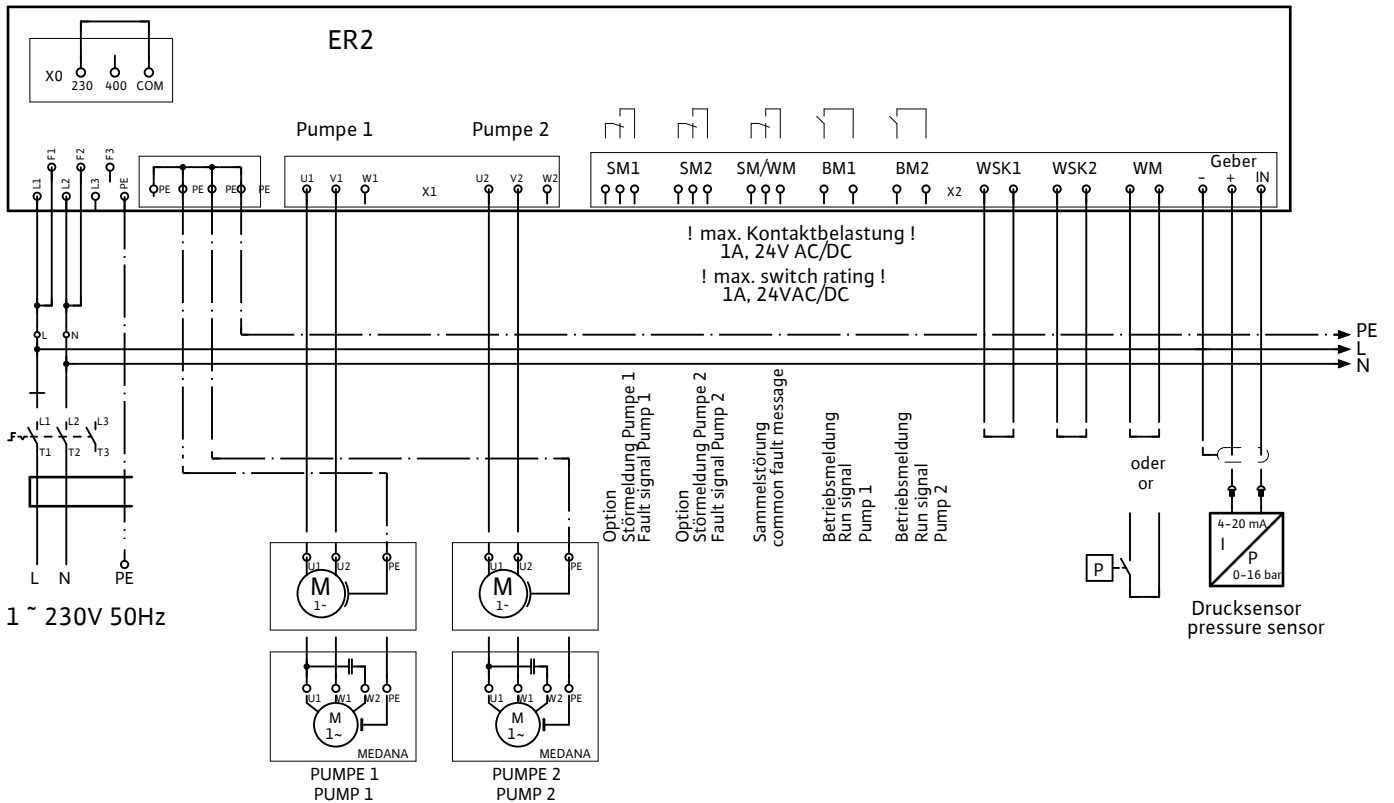 ER2
X0
230 400 COM
Pumpe 1
Pumpe 2
F1
F2
F3
L1
L2
L3
PE
PE
PE
PE
PE
U1 V1 W1
X1
U2 V2 W2
SM1 SM2 SM/WM BM1 BM2
X2
WSK1 WSK2 WM
Geber
- + IN
! max. Kontaktbelastung !
1A, 24V AC/DC
! max. switch rating !
1A, 24VAC/DC
L N
PE
L
N
L1 L2 L3
T1 T2 T3
Option
Störmeldung Pumpe 1
Fault signal Pump 1
Option
Störmeldung Pumpe 2
Fault signal Pump 2
Sammelstörung
common fault message
Betriebsmeldung
Run signal
Pump 1
Betriebsmeldung
Run signal
Pump 2
oder
or
P
4-20 mA
I
P
0-16 bar
Drucksensor
pressure sensor
L N PE
1 ~ 230V 50Hz
U1 U2 PE
M
1~
U1 U2 PE
M
1~
U1 W1 W2 PE
M
1~
MEDANA
PUMPE 1
PUMP 1
U1 W1 W2 PE
M
1~
MEDANA
PUMPE 2
PUMP 2